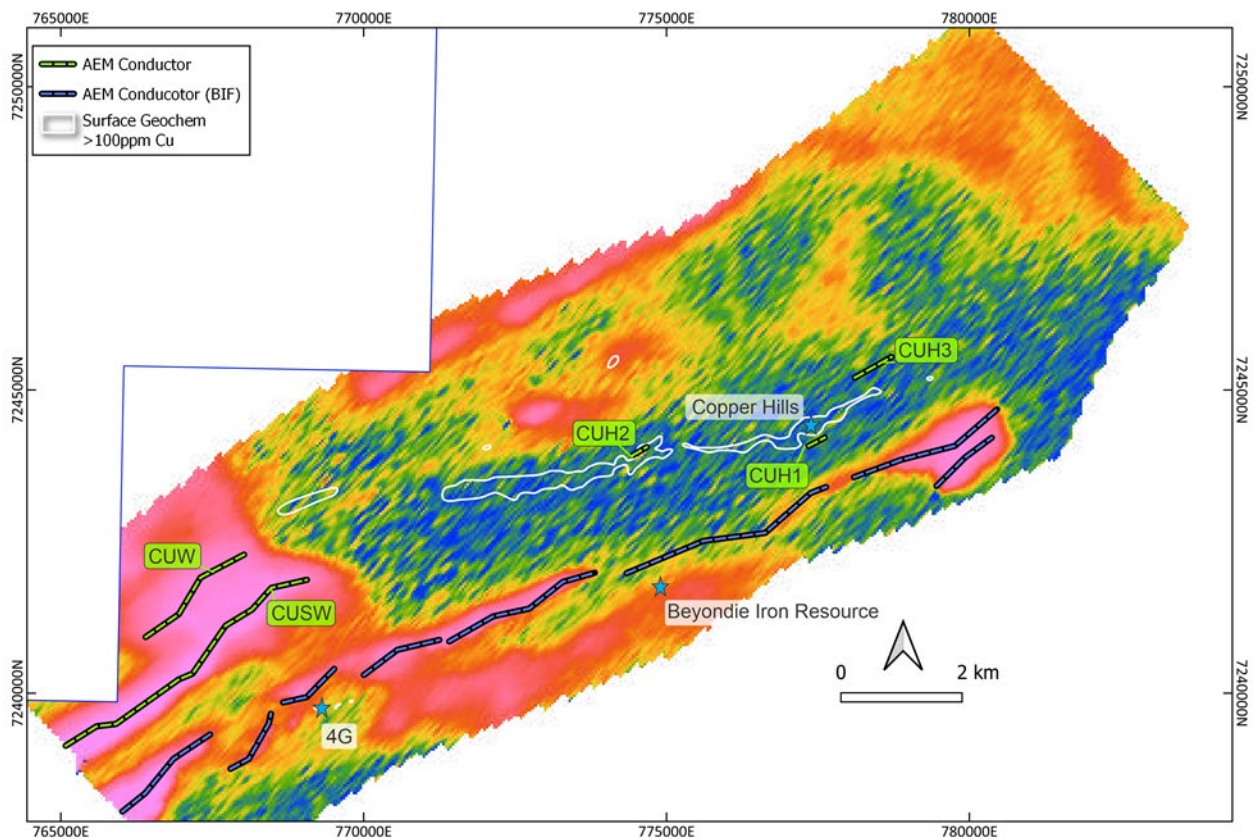 765000E 770000E 775000E 780000E
AEM Conductor
AEM Conducotor (BIF)
Surface Geochem
>100ppm Cu
7250000N 7250000N
7245000N 7245000N
7240000N 7240000N
CUH3
Copper Hills
CUH2
CUH1
CUW
CUSW
Beyondie Iron Resource
4G
0 2 km
765000E 770000E 775000E 780000E